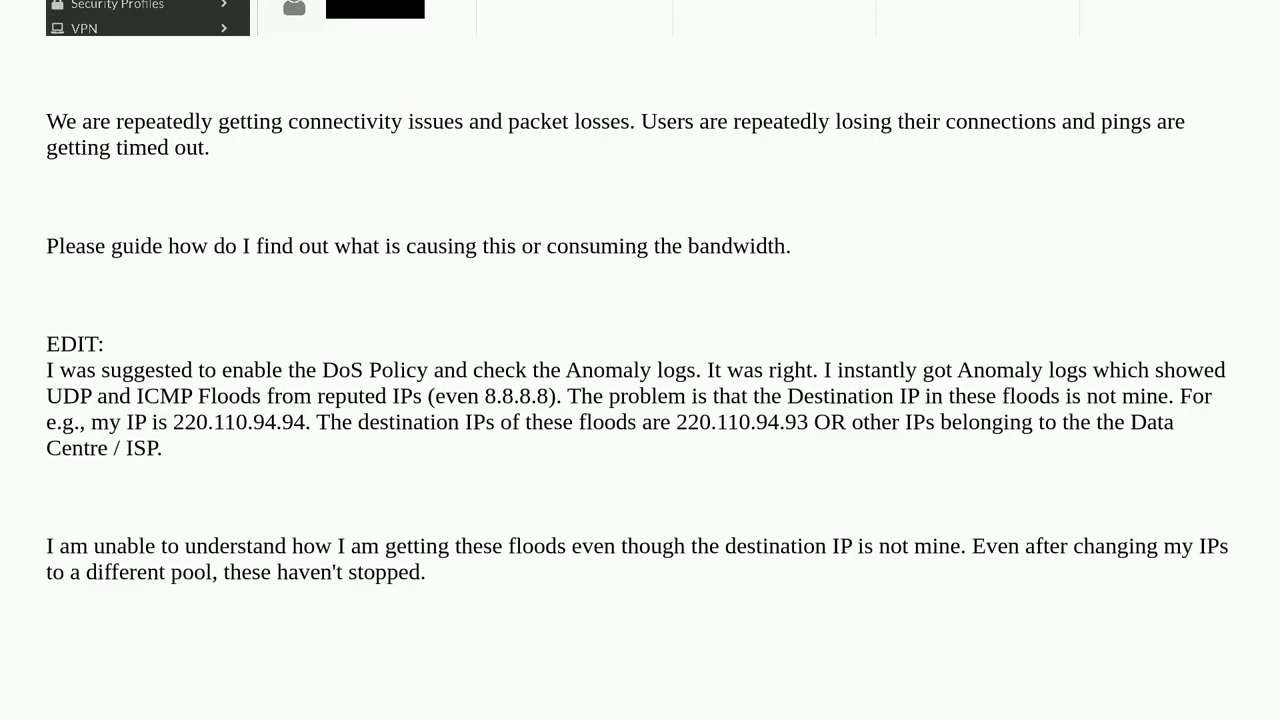 Security Profiles
VPN
We are repeatedly getting connectivity issues and packet losses. Users are repeatedly losing their connections and pings are
getting timed out.
Please guide how do I find out what is causing this or consuming the bandwidth.
EDIT:
I was suggested to enable the DoS Policy and check the Anomaly logs. It was right. I instantly got Anomaly logs which showed
UDP and ICMP Floods from reputed IPs (even 8.8.8.8). The problem is that the Destination IP in these floods is not mine. For
e.g., my IP is 220.110.94.94. The destination IPs of these floods are 220.110.94.93 OR other IPs belonging to the the Data
Centre / ISP.
I am unable to understand how I am getting these floods even though the destination IP is not mine. Even after changing my IPs
to a different pool, these haven't stopped.